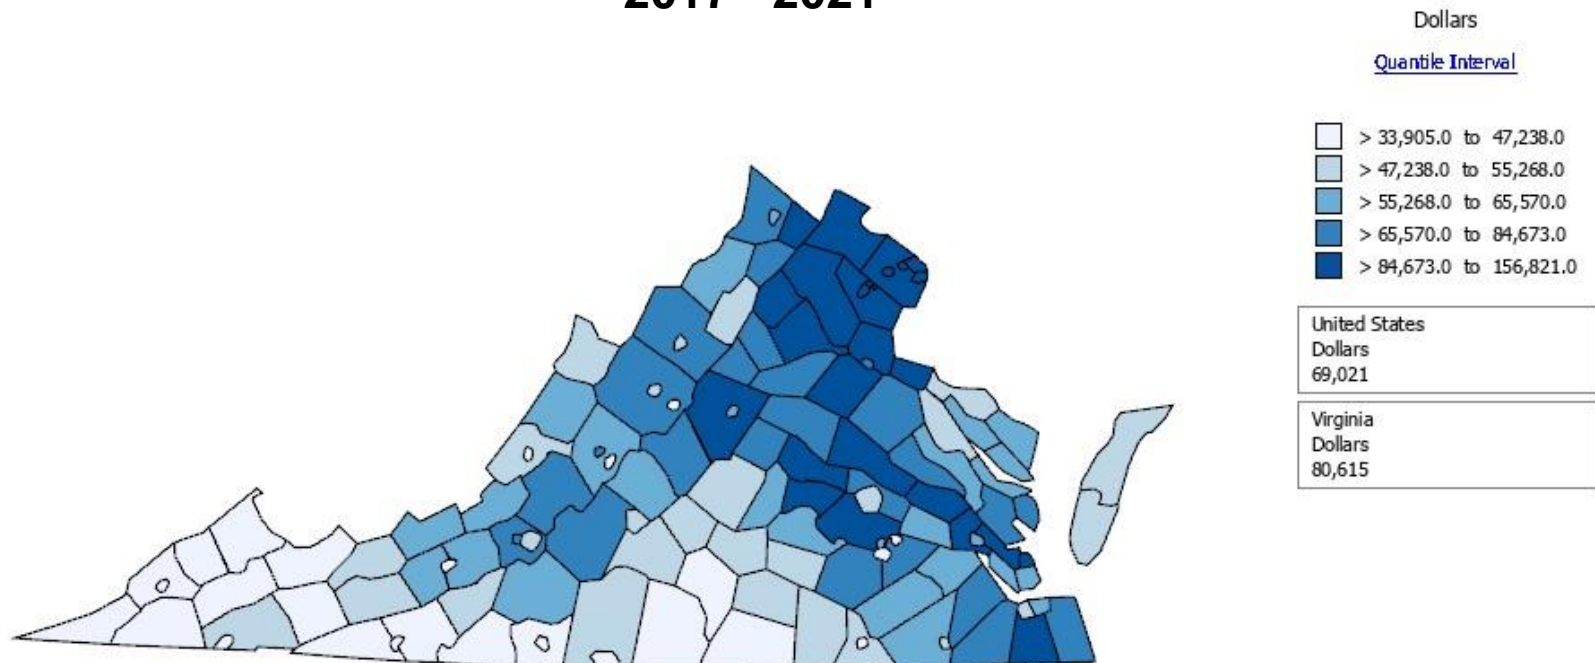 2017 - 2021
Dollars
Quantile Interval
> 33,905.0 to 47,238.0
> 47,238.0 to 55,268.0
> 55,268.0 to 65,570.0
> 65,570.0 to 84,673.0
> 84,673.0 to 156,821.0
United States
Dollars
69,021
Virginia
Dollars
80,615